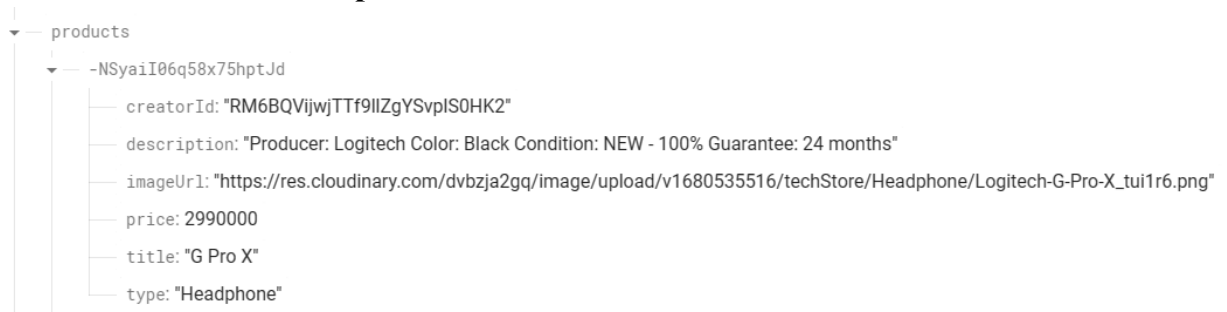 products
-NSyaiI06q58x75hptJd
creatorId: "RM6BQVijwjTTf9IIZgYSvpIS0HK2"
description: "Producer: Logitech Color: Black Condition: NEW - 100% Guarantee: 24 months"
imageUrl: "https://res.cloudinary.com/dvbzja2gq/image/upload/v1680535516/techStore/Headphone/Logitech-G-Pro-X_tui1r6.png"
price: 2990000
title: "G Pro X"
type: "Headphone"